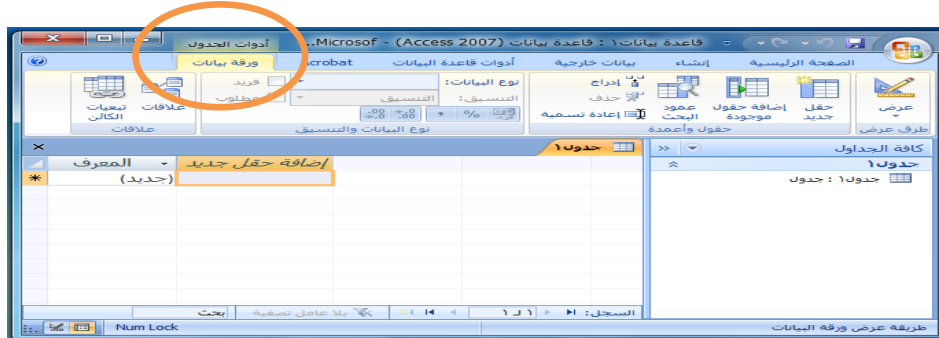 قاعدة بيانات١ : قاعدة بيانات (Access 2007) - Microsof...
أدوات الجدول
الصفحة الرئيسية إنشاء بيانات خارجية أدوات قاعدة البيانات Acrobat ورقة بيانات
عرض
حقل جديد
إضافة حقول موجودة
عمود البحث
إدراج
حذف
إعادة تسمية
نوع البيانات:
التنسيق: التنسيق
فريد
مطلوب
علاقات
تبعيات الكائن
طرق عرض حقول وأعمدة نوع البيانات والتنسيق علاقات
كافة الجداول
جدول١
جدول١ : جدول
جدول١
المعرف إضافة حقل جديد
(جديد)
السجل: ١ لـ ١ بلا عامل تصفية بحث
طريقة عرض ورقة البيانات Num Lock